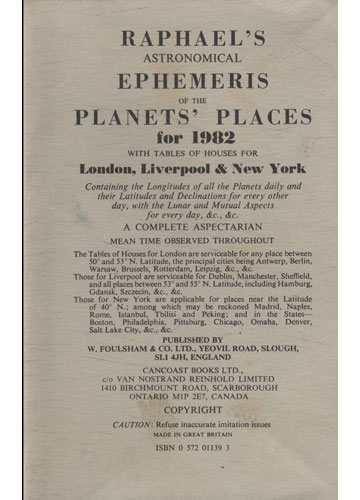 RAPHAEL'S
ASTRONOMICAL
EPHEMERIS
OF THE
PLANETS' PLACES
for 1982
WITH TABLES OF HOUSES FOR
London, Liverpool & New York
Containing the Longitudes of all the Planets daily and
their Latitudes and Declinations for every other
day, with the Lunar and Mutual Aspects
for every day, &c., &c.
A COMPLETE ASPECTARIAN
MEAN TIME OBSERVED THROUGHOUT
The Tables of Houses for London are serviceable for any place between
50° and 53° N. Latitude, the principal cities being Antwerp, Berlin,
Warsaw, Brussels, Rotterdam, Leipzig, &c., &c.
Those for Liverpool are serviceable for Dublin, Manchester, Sheffield,
and all places between 53° and 55° N. Latitude, including Hamburg,
Gdansk, Szczecin, &c., &c.
Those for New York are applicable for places near the Latitude
of 40° N; among which may be reckoned Madrid, Naples,
Rome, Istanbul, Tbilisi and Peking; and in the States—
Boston, Philadelphia, Pittsburg, Chicago, Omaha, Denver,
Salt Lake City, &c., &c.
PUBLISHED BY
W. FOULSHAM & CO. LTD., YEOVIL ROAD, SLOUGH,
SL1 4JH, ENGLAND
CANCOAST BOOKS LTD.,
c/o VAN NOSTRAND REINHOLD LIMITED
1410 BIRCHMOUNT ROAD, SCARBOROUGH
ONTARIO M1P 2E7, CANADA
COPYRIGHT
CAUTION: Refuse inaccurate imitation issues
MADE IN GREAT BRITAIN
ISBN 0 572 01139 3